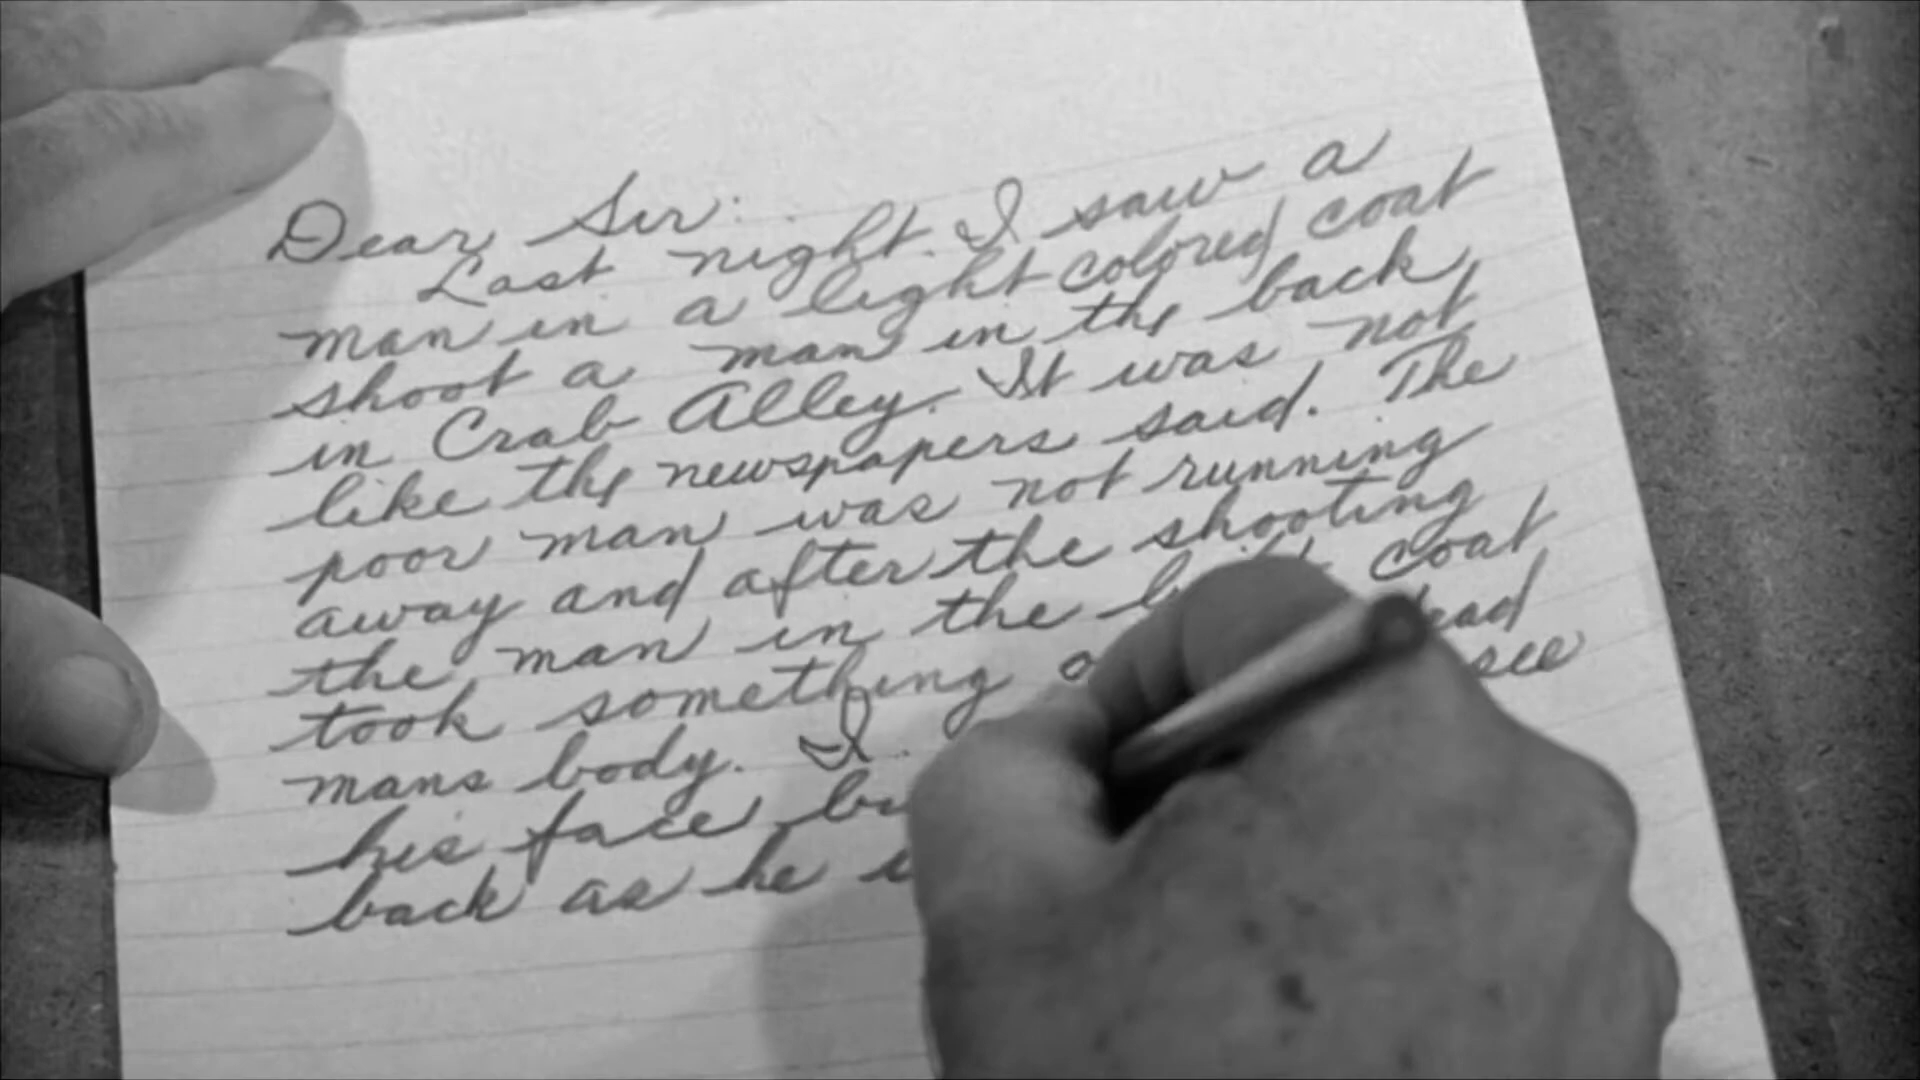 Dear Sir:
Last night I saw a
man in a light colored coat
shoot a man in the back
in Crab Alley. It was not
like the newspapers said. The
poor man was not running
away and after the shooting
the man in the coat
took something
mans body. I see
his face
back as he